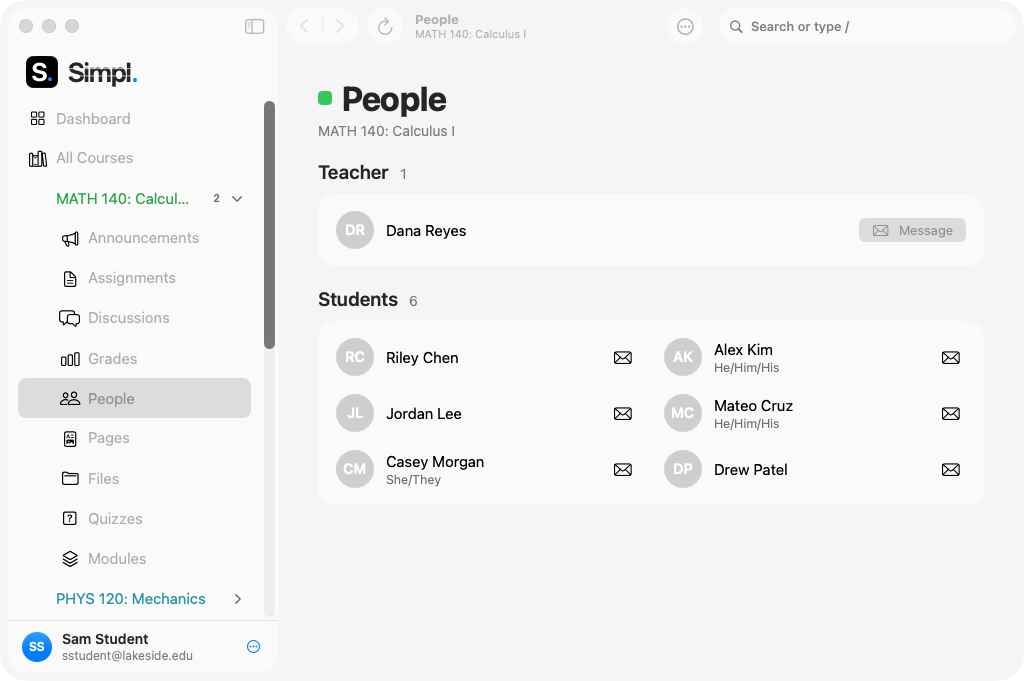 People
MATH 140: Calculus I
Search or type /
S.
Simpl.
Dashboard
All Courses
MATH 140: Calcul... 2
Announcements
Assignments
Discussions
Grades
People
Pages
Files
Quizzes
Modules
PHYS 120: Mechanics
SS
Sam Student
sstudent@lakeside.edu
People
MATH 140: Calculus I
Teacher 1
DR Dana Reyes Message
Students 6
RC Riley Chen
AK Alex Kim
He/Him/His
JL Jordan Lee
MC Mateo Cruz
He/Him/His
CM Casey Morgan
She/They
DP Drew Patel